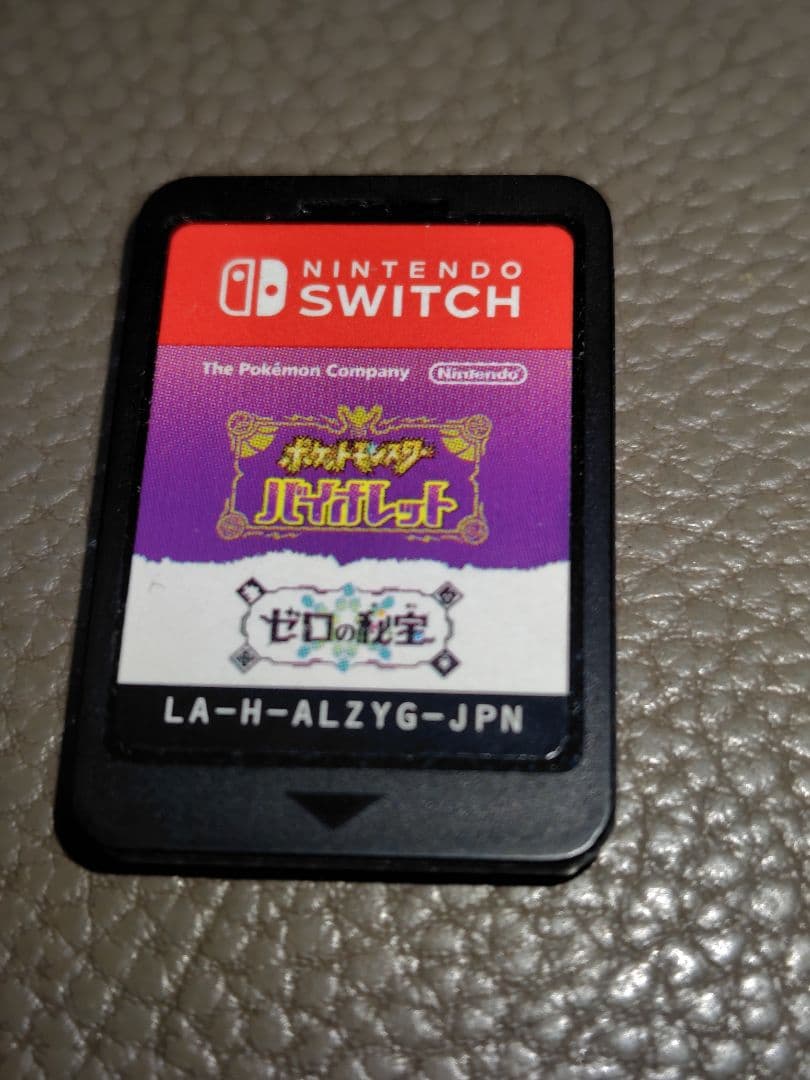 NINTENDO
SWITCH
The Pokémon Company Nintendo
ポケットモンスター
バイオレット
ゼロの秘宝
LA-H-ALZYG-JPN